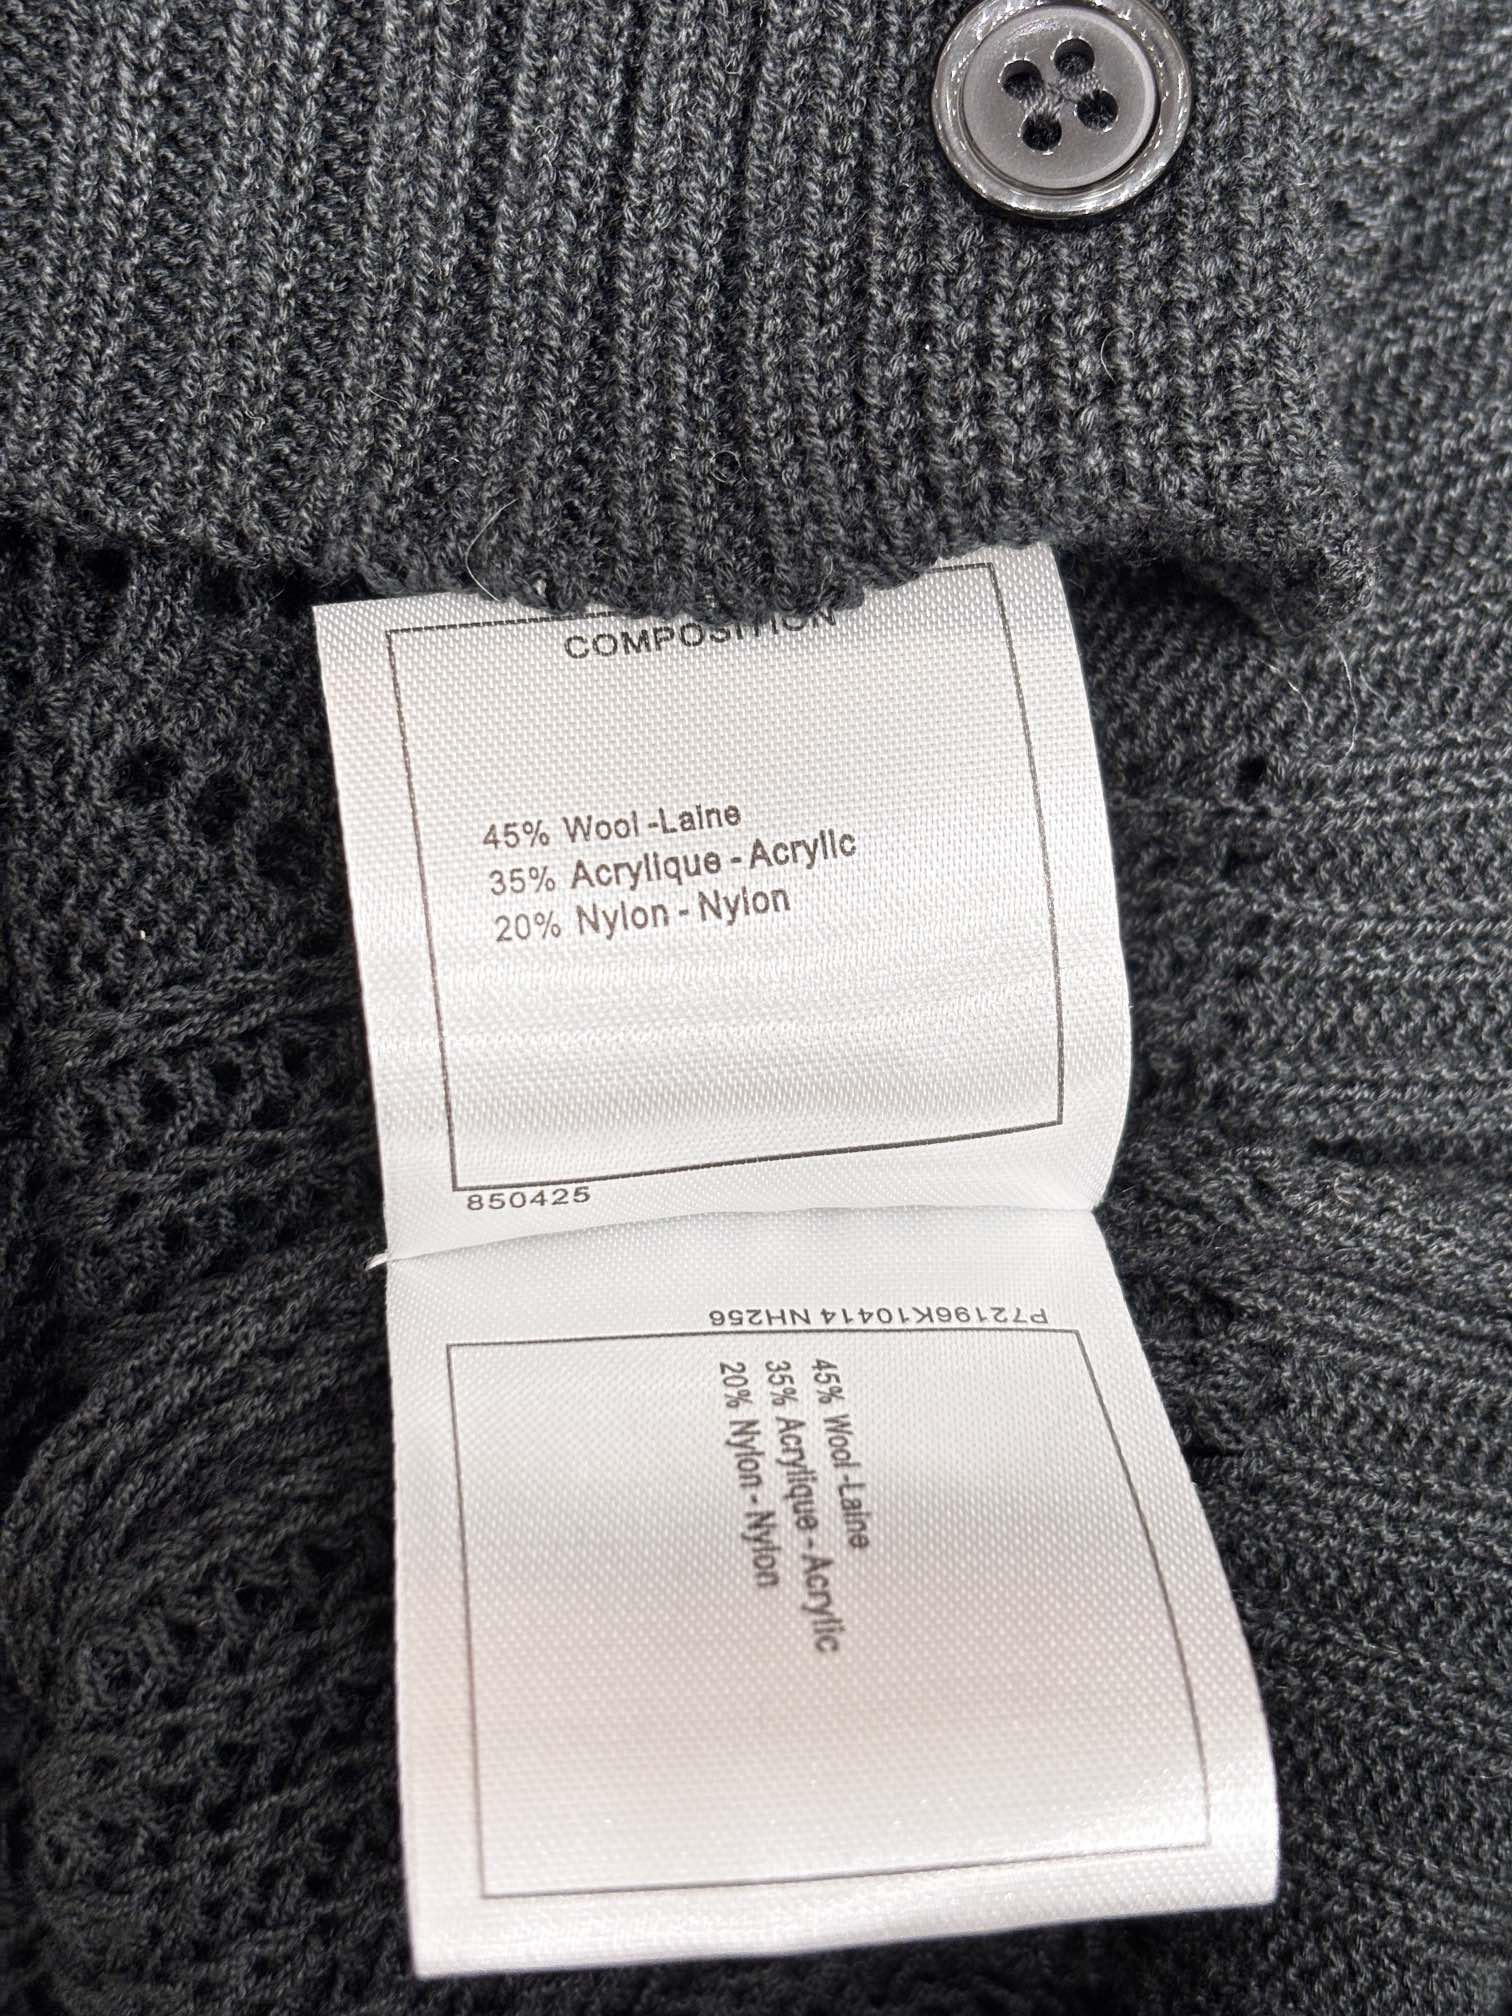 COMPOSITION
45% Wool -Laine
35% Acrylique - Acrylic
20% Nylon - Nylon
850425
P72196K10414 NH256
45% Wool -Laine
35% Acrylique - Acrylic
20% Nylon - Nylon